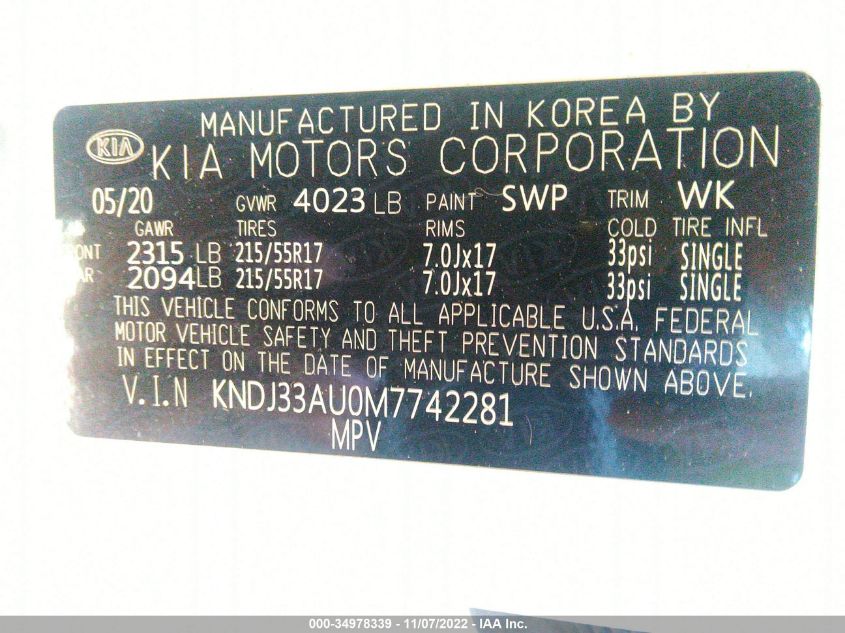 MANUFACTURED IN KOREA BY
KIA KIA MOTORS CORPORATION
05/20 GVWR 4023 LB PAINT SWP TRIM WK
GAWR TIRES RIMS COLD TIRE INFL
2315 LB 215/55R17 7.0Jx17 33psi SINGLE
2094LB 215/55R17 7.0Jx17 33psi SINGLE
THIS VEHICLE CONFORMS TO ALL APPLICABLE U.S.A. FEDERAL
MOTOR VEHICLE SAFETY AND THEFT PREVENTION STANDARDS
IN EFFECT ON THE DATE OF MANUFACTURE SHOWN ABOVE.
V.I.N KNDJ33AU0M7742281
MPV
000-34978339 - 11/07/2022 - IAA Inc.